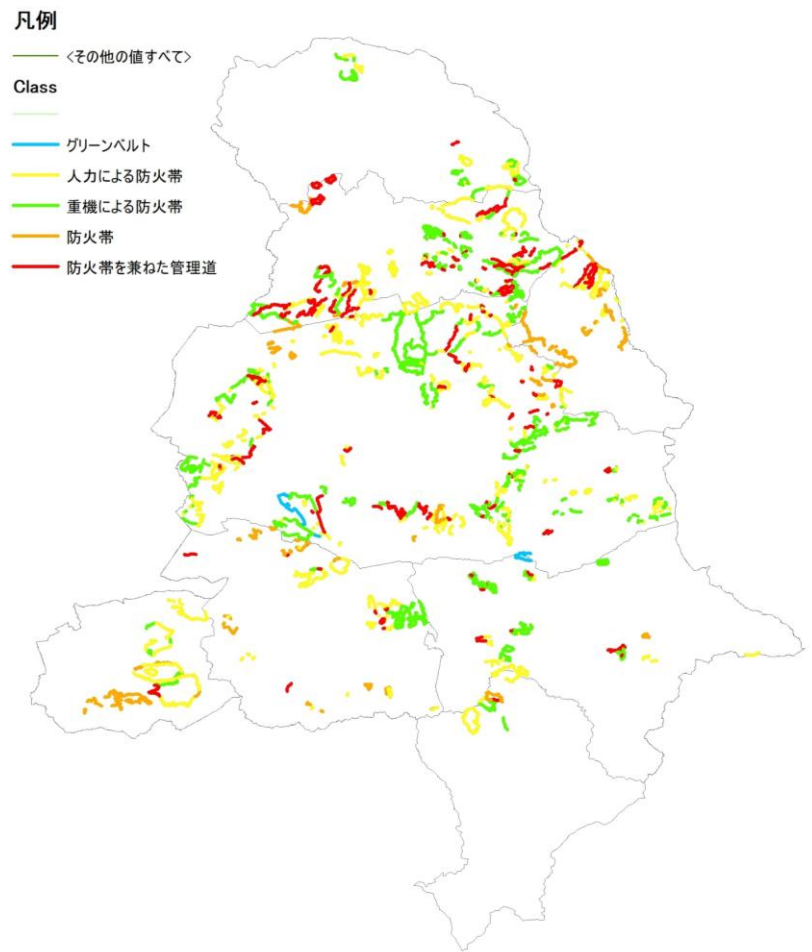 凡例
<その他の値すべて>
Class
グリーンベルト
人力による防火帯
重機による防火帯
防火帯
防火帯を兼ねた管理道